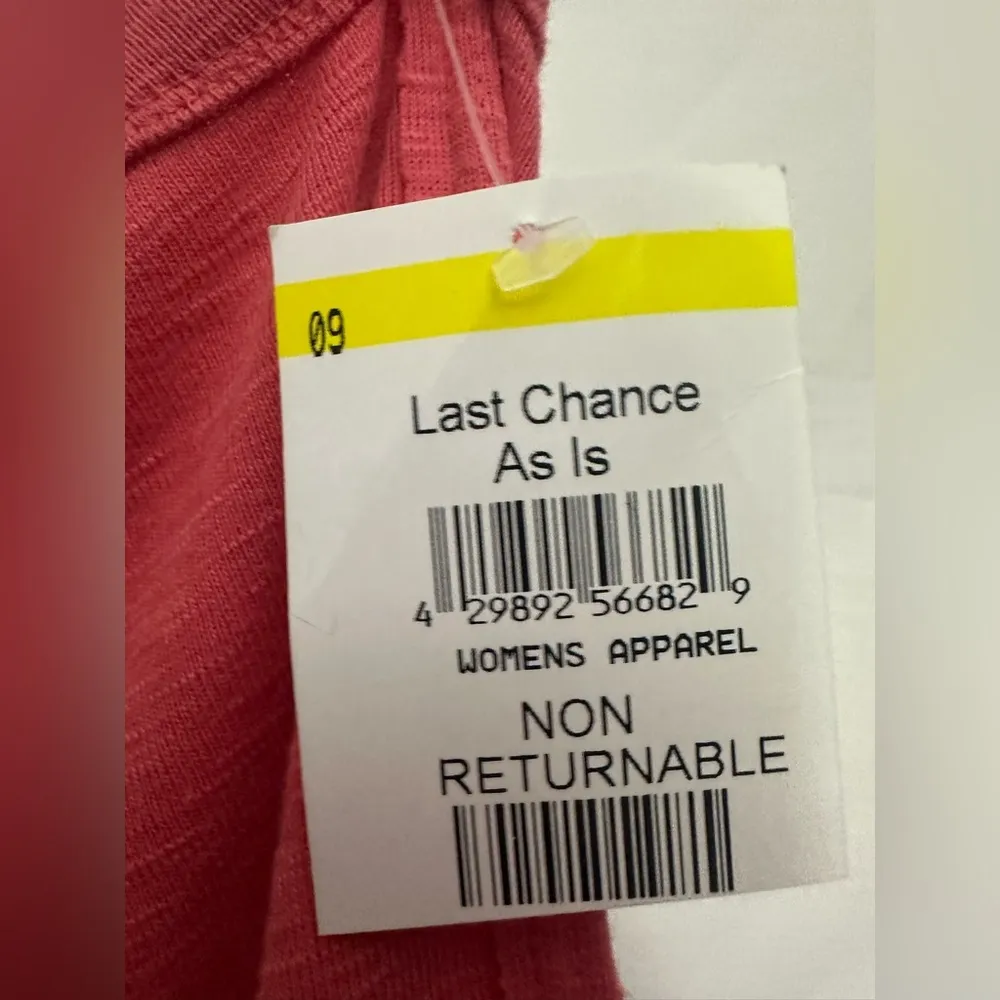 09
Last Chance
As Is
4 29892 56682 9
WOMENS APPAREL
NON
RETURNABLE